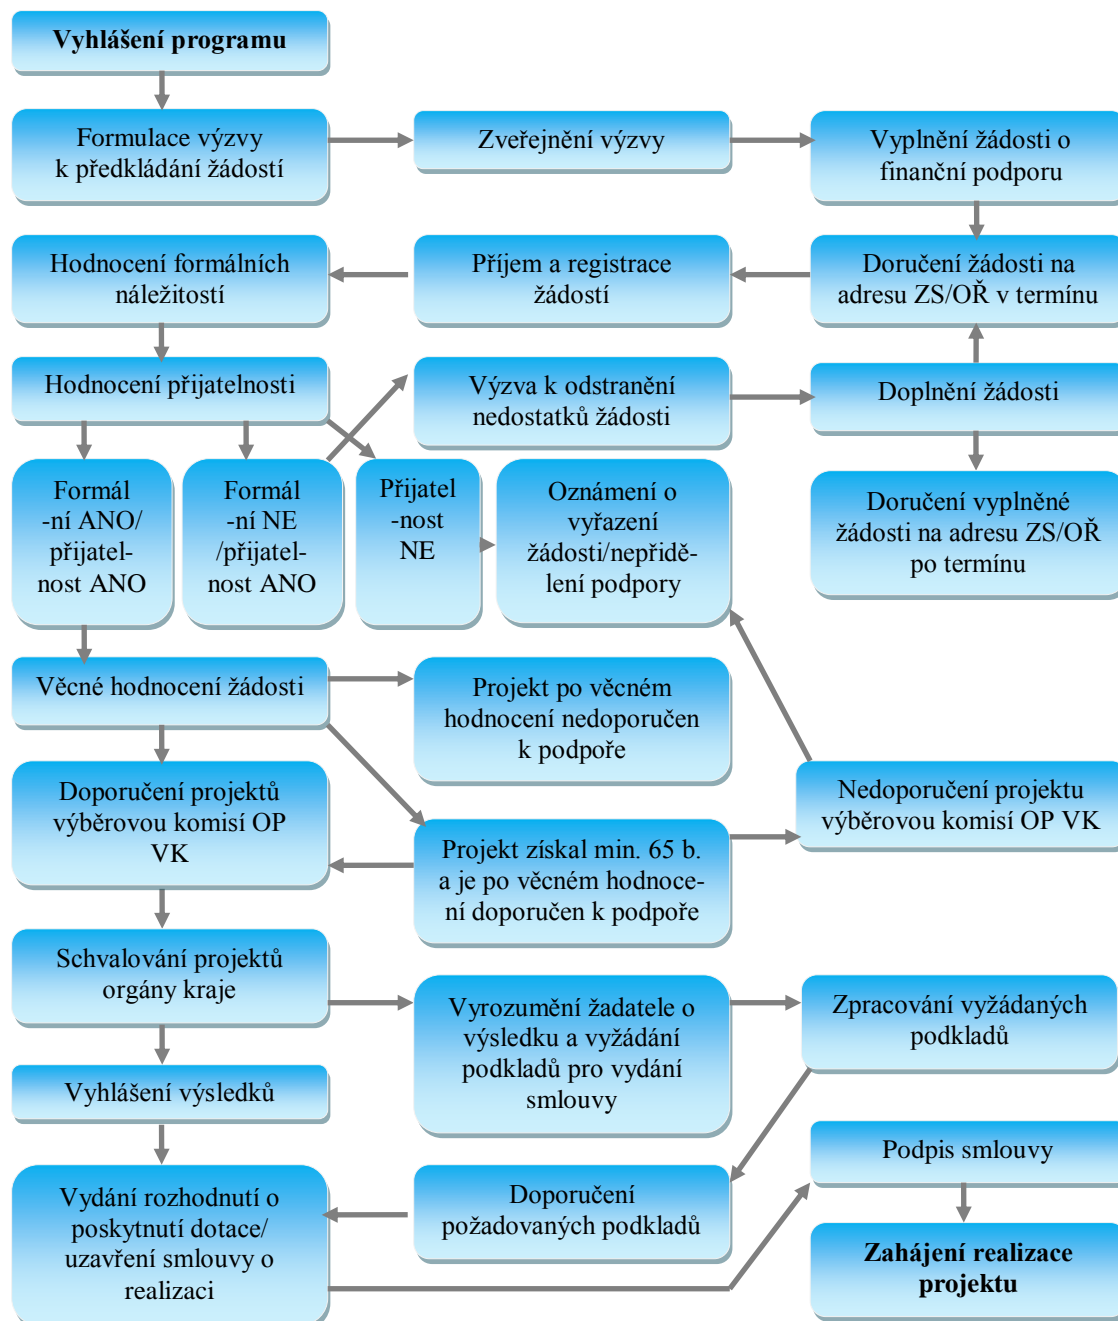 Vyhlášení programu
Formulace výzvy
k předkládání žádostí
Zveřejnění výzvy
Vyplnění žádosti o
finanční podporu
Hodnocení formálních
náležitostí
Příjem a registrace
žádostí
Doručení žádosti na
adresu ZS/OŘ v termínu
Hodnocení přijatelnosti
Výzva k odstranění
nedostatků žádosti
Doplnění žádosti
Formál
-ní ANO/
přijatel-
nost ANO
Formál
-ní NE
/přijatel-
nost ANO
Přijatel
-nost
NE
Oznámení o
vyřazení
žádosti/nepřidě-
lení podpory
Doručení vyplněné
žádosti na adresu ZS/OŘ
po termínu
Věcné hodnocení žádosti
Projekt po věcném
hodnocení nedoporučen
k podpoře
Doporučení projektů
výběrovou komisí OP
VK
Projekt získal min. 65 b.
a je po věcném hodnoce-
ní doporučen k podpoře
Nedoporučení projektu
výběrovou komisí OP VK
Schvalování projektů
orgány kraje
Vyrozumění žadatele o
výsledku a vyžádání
podkladů pro vydání
smlouvy
Zpracování vyžádaných
podkladů
Vyhlášení výsledků
Vydání rozhodnutí o
poskytnutí dotace/
uzavření smlouvy o
realizaci
Doporučení
požadovaných podkladů
Podpis smlouvy
Zahájení realizace
projektu